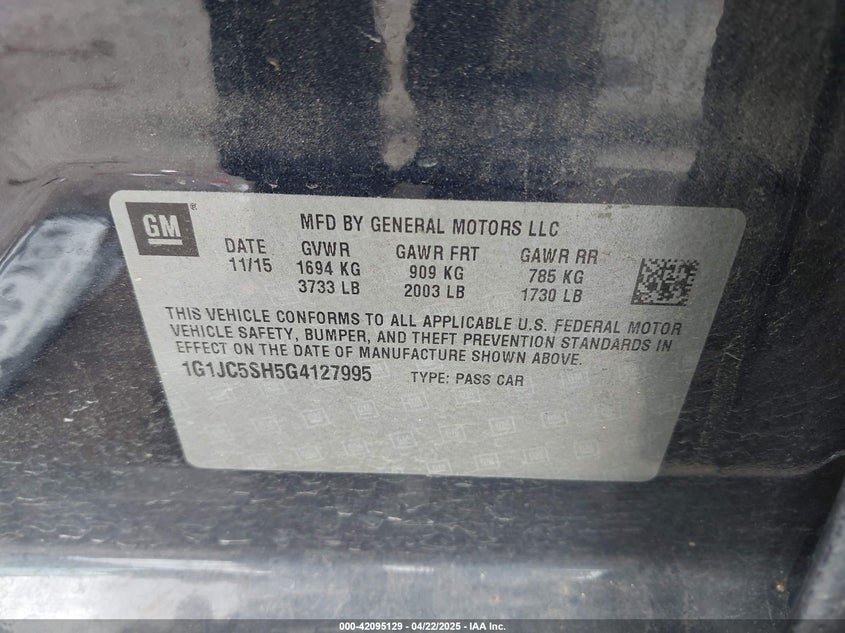 GM
MFD BY GENERAL MOTORS LLC
DATE GVWR GAWR FRT GAWR RR
11/15 1694 KG 909 KG 785 KG
3733 LB 2003 LB 1730 LB
THIS VEHICLE CONFORMS TO ALL APPLICABLE U.S. FEDERAL MOTOR
VEHICLE SAFETY, BUMPER, AND THEFT PREVENTION STANDARDS IN
EFFECT ON THE DATE OF MANUFACTURE SHOWN ABOVE.
1G1JC5SH5G4127995 TYPE: PASS CAR
000-42095129 - 04/22/2025 - IAA Inc.